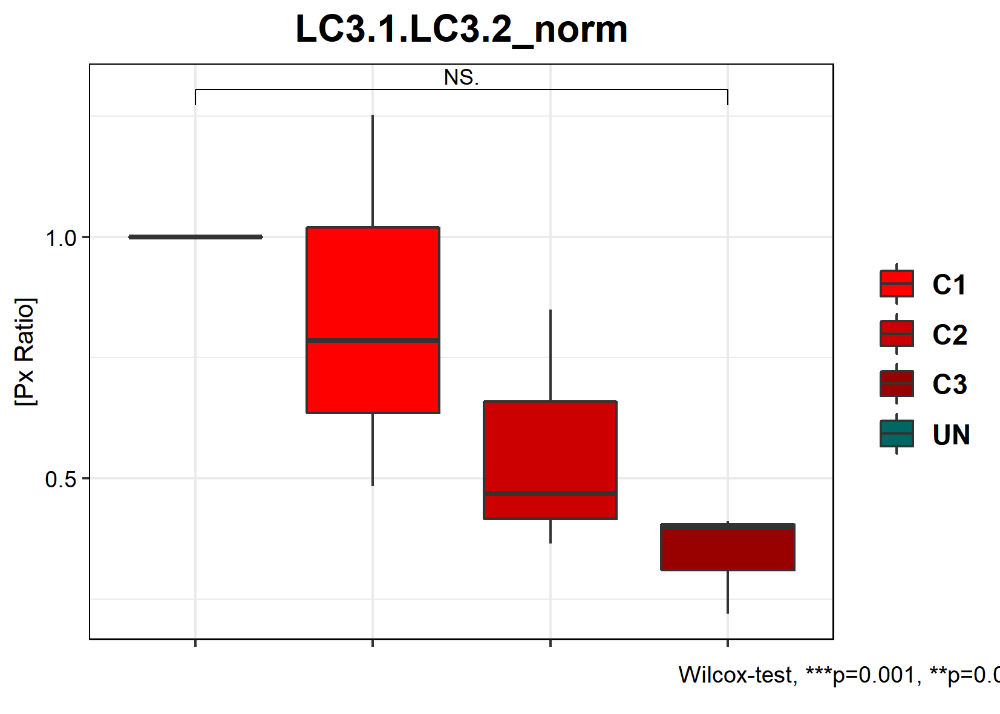 LC3.1.LC3.2_norm
NS.
1.0
0.5
[Px Ratio]
C1
C2
C3
UN
Wilcox-test, ***p=0.001, **p=0.0